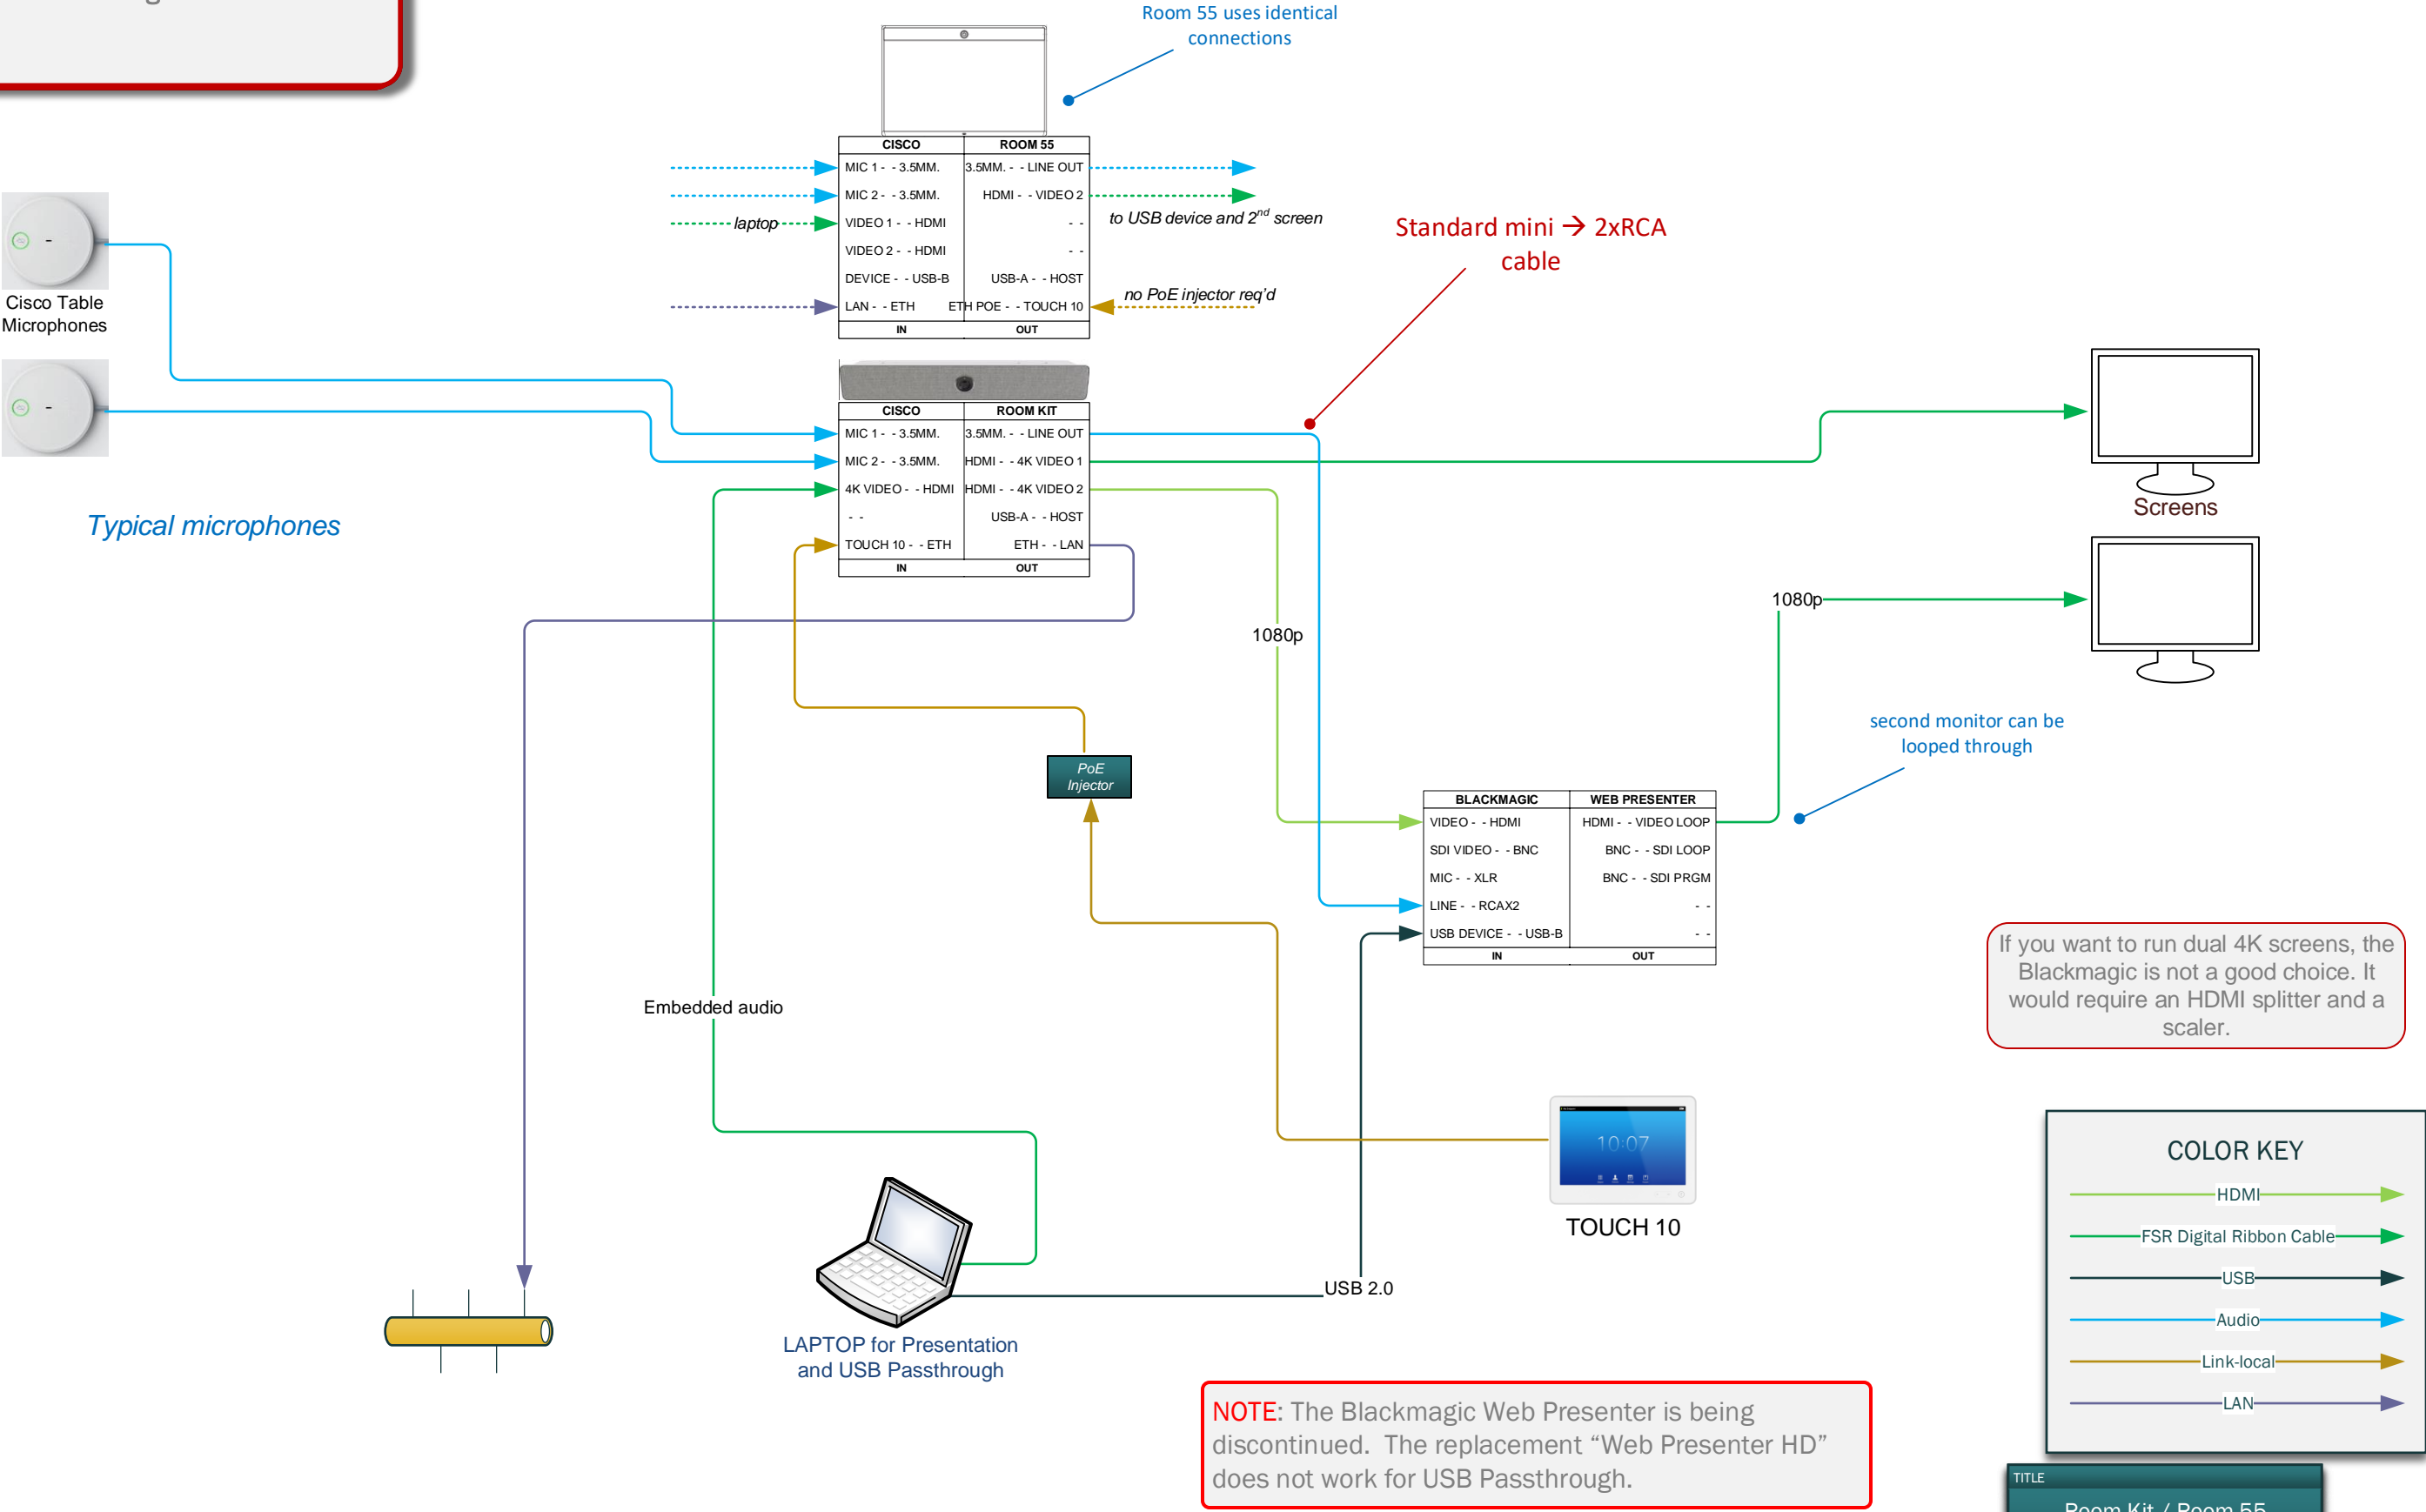 Room 55 uses identical
connections
CISCO
ROOM 55
MIC 1 - - 3.5MM.
3.5MM. - - LINE OUT
MIC 2 - - 3.5MM.
HDMI - - VIDEO 2
laptop
VIDEO 1 - - HDMI
- -
to USB device and 2nd screen
VIDEO 2 - - HDMI
- -
DEVICE - - USB-B
USB-A - - HOST
LAN - - ETH
ETH POE - - TOUCH 10
no PoE injector req'd
IN
OUT
Standard mini → 2xRCA
cable
-
Cisco Table
Microphones
-
Typical microphones
CISCO
ROOM KIT
MIC 1 - - 3.5MM.
3.5MM. - - LINE OUT
MIC 2 - - 3.5MM.
HDMI - - 4K VIDEO 1
4K VIDEO - - HDMI
HDMI - - 4K VIDEO 2
- -
USB-A - - HOST
TOUCH 10 - - ETH
ETH - - LAN
IN
OUT
Screens
1080p
1080p
second monitor can be
looped through
PoE
Injector
BLACKMAGIC
WEB PRESENTER
VIDEO - - HDMI
HDMI - - VIDEO LOOP
SDI VIDEO - - BNC
BNC - - SDI LOOP
MIC - - XLR
BNC - - SDI PRGM
LINE - - RCAX2
- -
USB DEVICE - - USB-B
- -
IN
OUT
If you want to run dual 4K screens, the
Blackmagic is not a good choice. It
would require an HDMI splitter and a
scaler.
Embedded audio
10:07
TOUCH 10
USB 2.0
LAPTOP for Presentation
and USB Passthrough
COLOR KEY
HDMI
FSR Digital Ribbon Cable
USB
Audio
Link-local
LAN
NOTE: The Blackmagic Web Presenter is being
discontinued. The replacement “Web Presenter HD”
does not work for USB Passthrough.
TITLE
Room Kit / Room 55